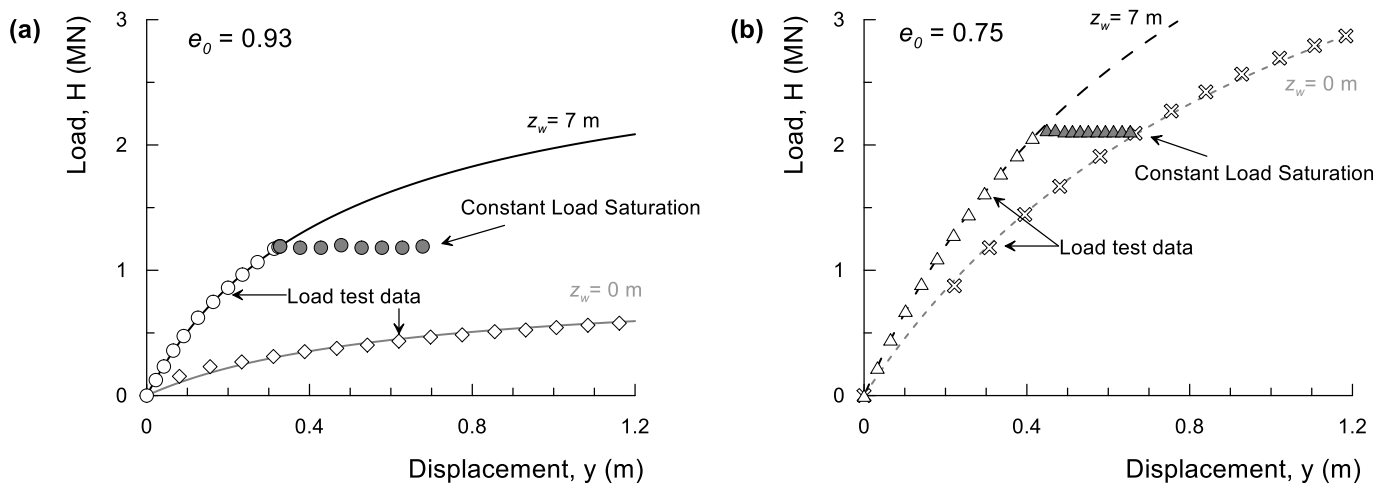 (a)
e0 = 0.93
Load, H (MN)
3
2
1
0
zw= 7 m
Constant Load Saturation
Load test data
zw= 0 m
0
0.4
0.8
1.2
Displacement, y (m)
(b)
e0 = 0.75
Load, H (MN)
3
2
1
0
zw= 7 m
zw= 0 m
Constant Load Saturation
Load test data
0
0.4
0.8
1.2
Displacement, y (m)